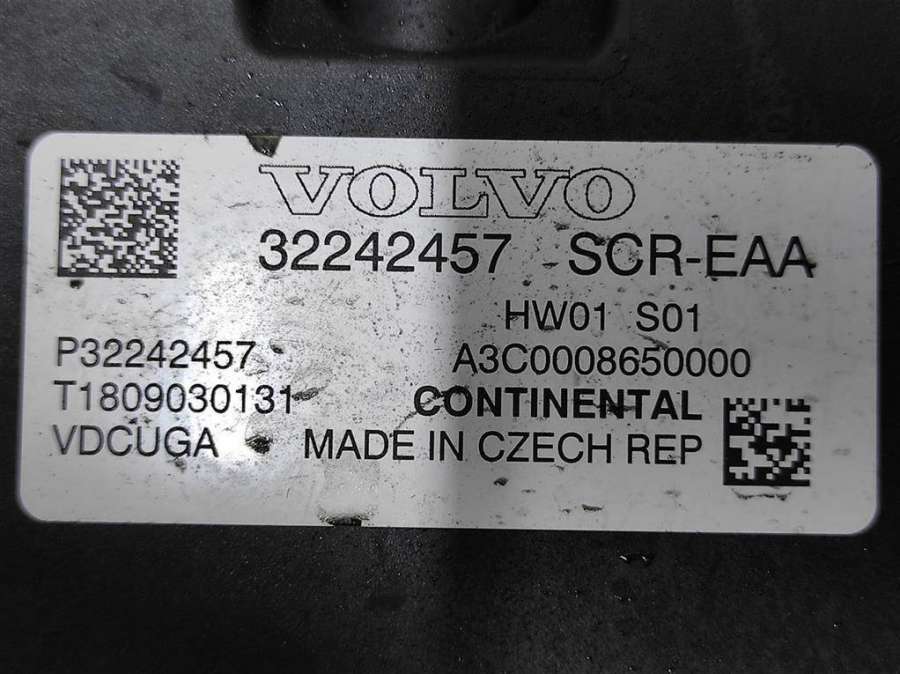 VOLVO
32242457 SCR-EAA
HW01 S01
P32242457 A3C0008650000
T1809030131 CONTINENTAL
VDCUGA MADE IN CZECH REP